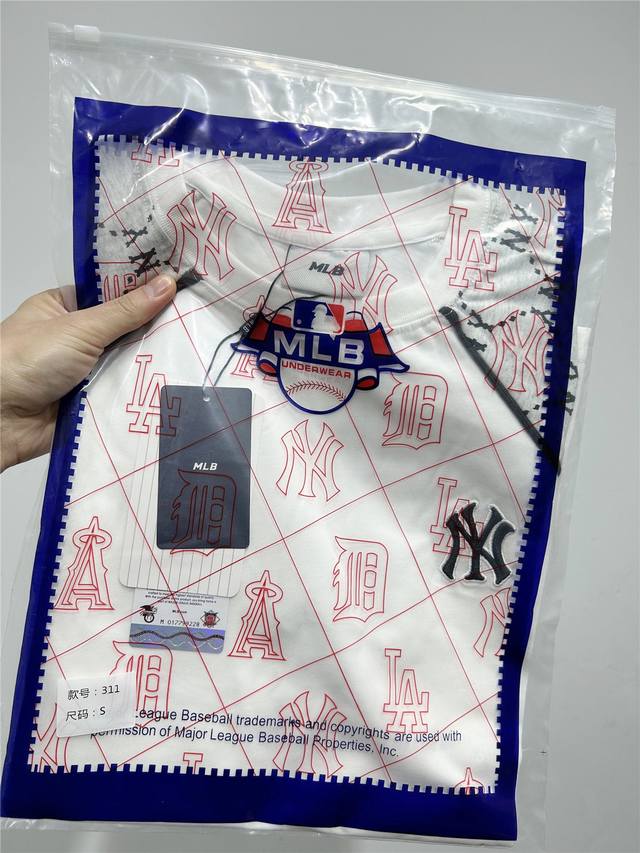 MLB
MLB
UNDERWEAR
MLB
M 017799228
款号：311
尺码：S
League Baseball trademarks and copyrights are used with
permission of Major League Baseball Properties, Inc.